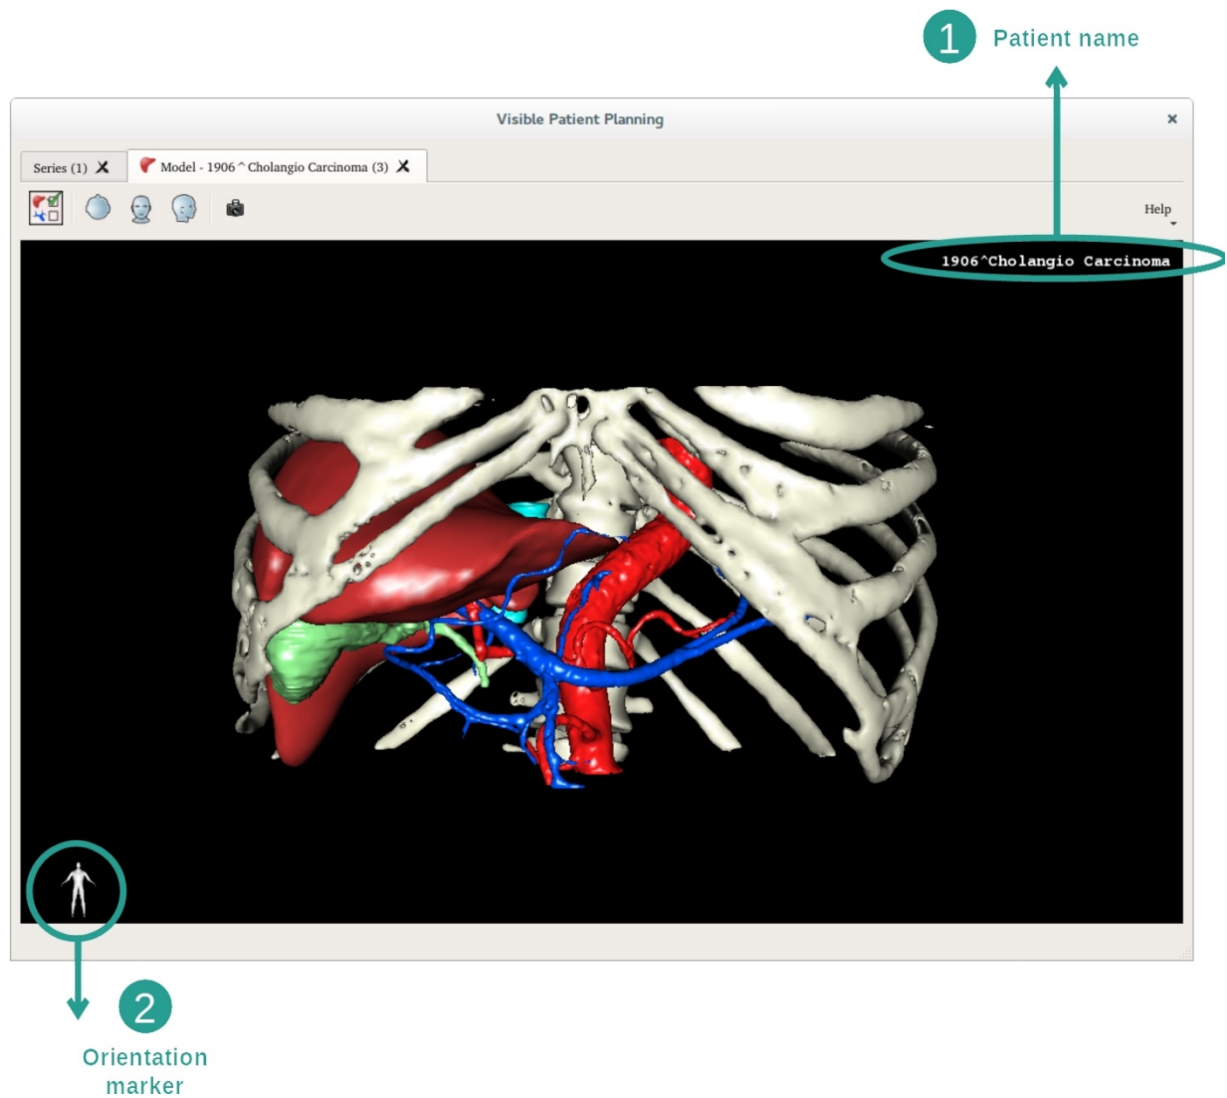 1 Patient name
Visible Patient Planning
Series (1)
Model - 1906 ^ Cholangio Carcinoma (3)
Help
1906^Cholangio Carcinoma
2
Orientation
marker